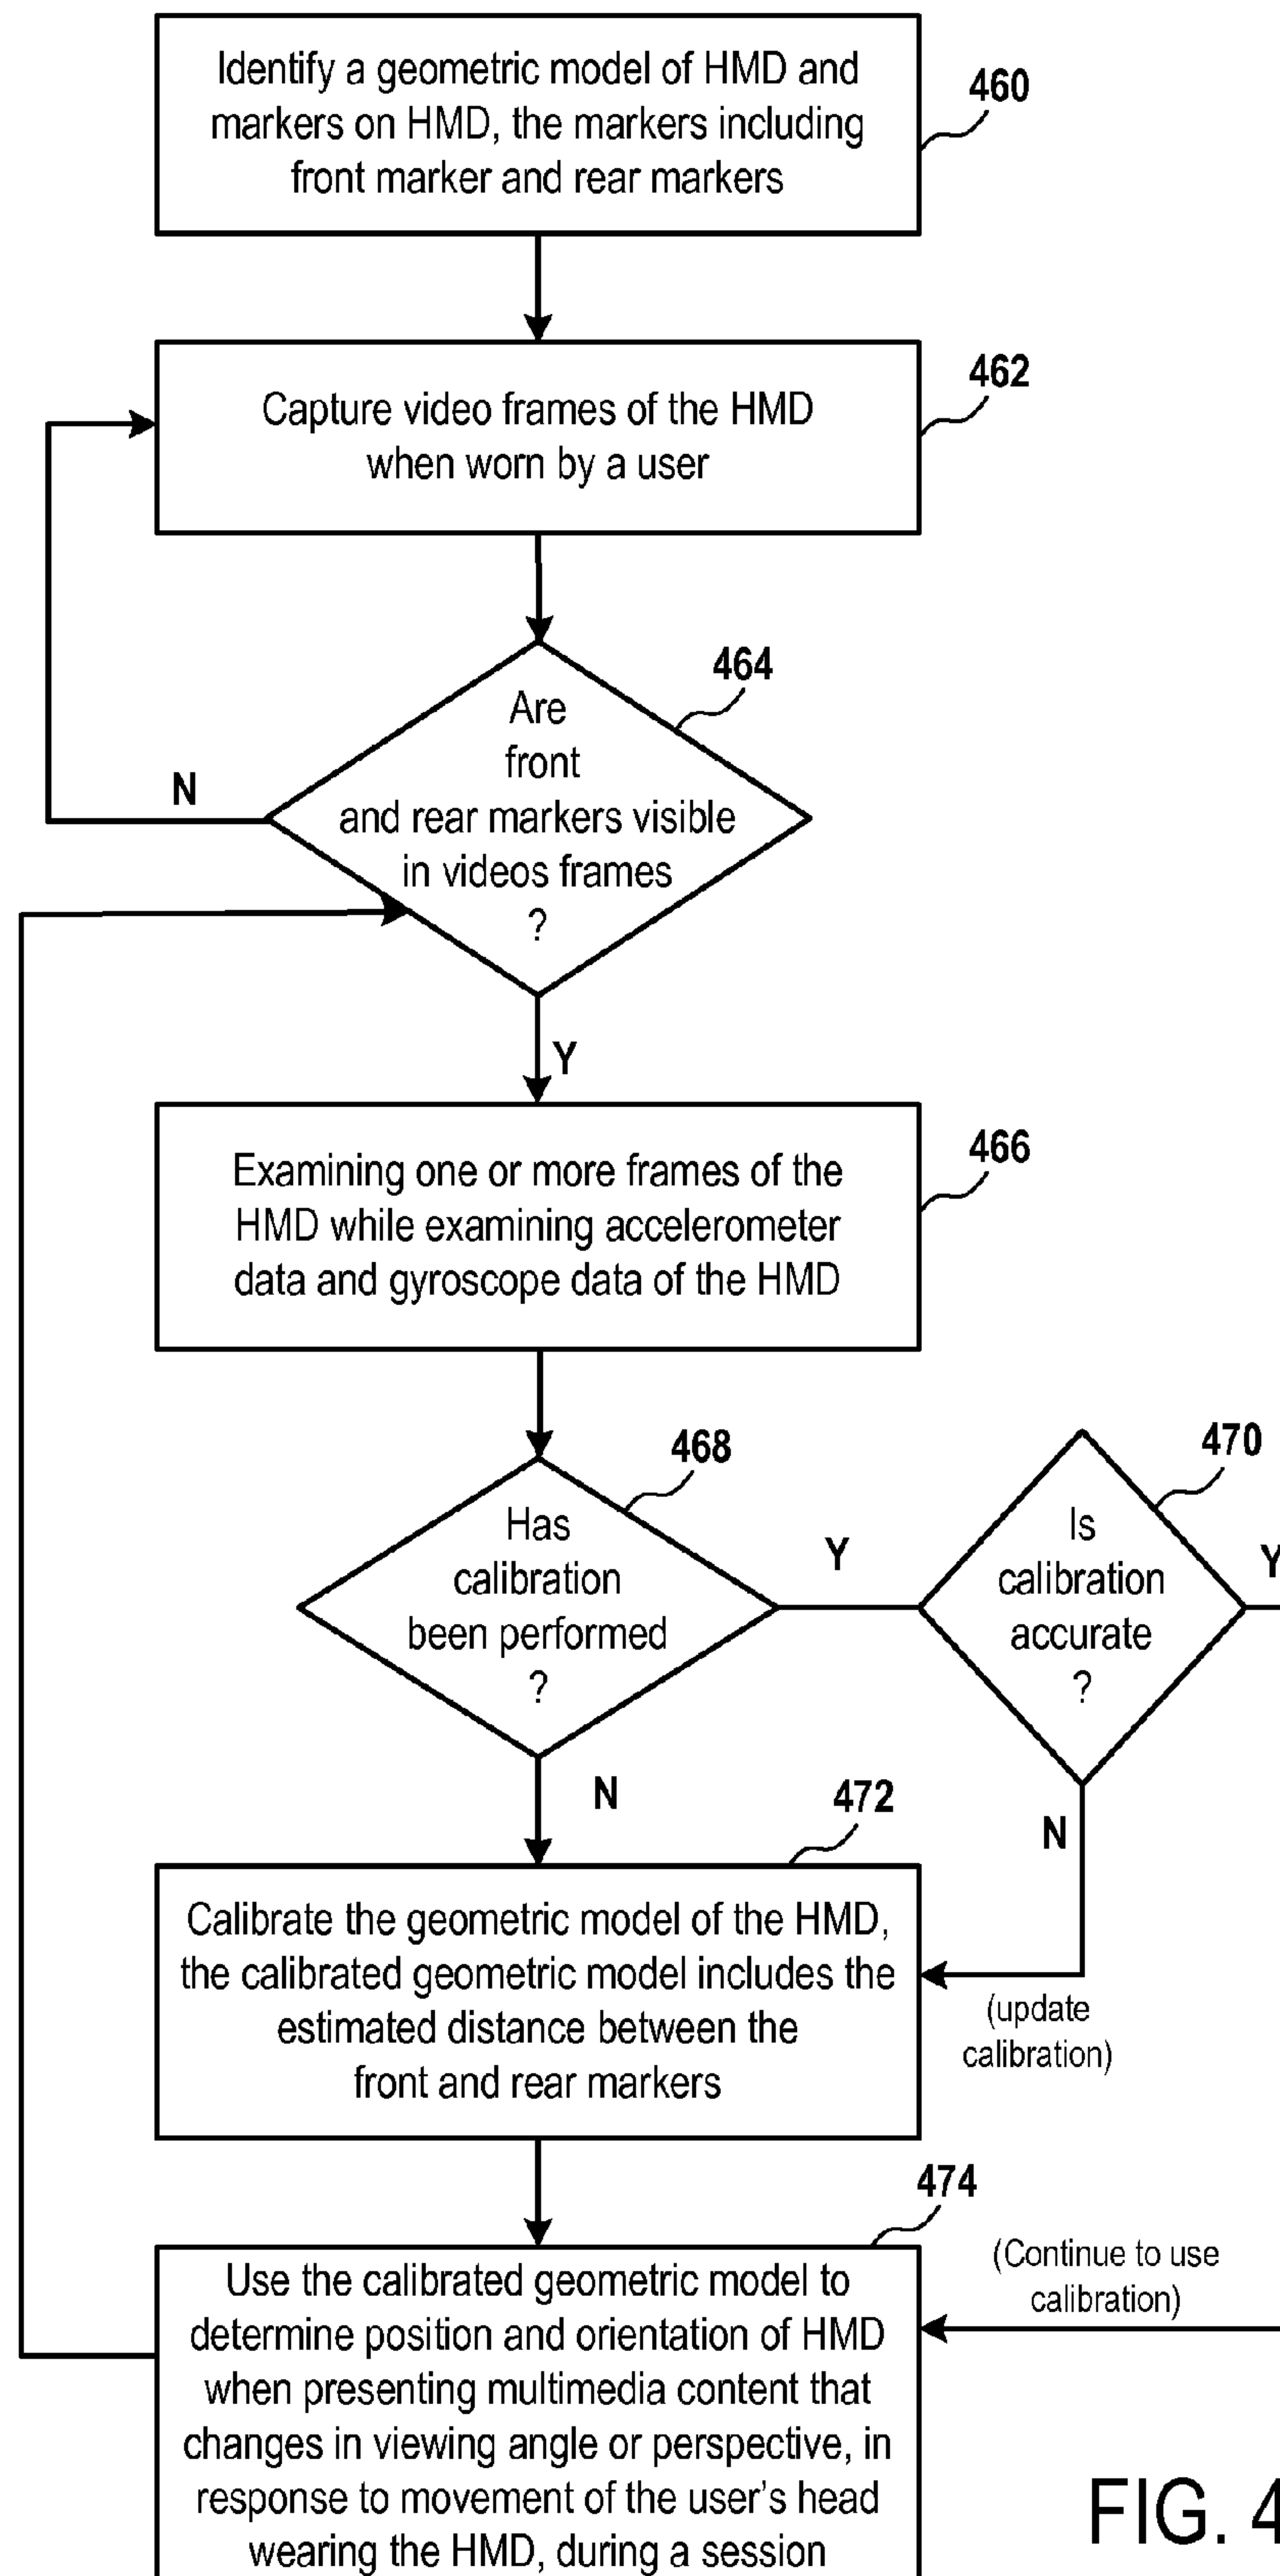 Identify a geometric model of HMD and
markers on HMD, the markers including
front marker and rear markers
460
Capture video frames of the HMD
when worn by a user
462
464
Are
front
and rear markers visible
in videos frames
?
N
Y
Examining one or more frames of the
HMD while examining accelerometer
data and gyroscope data of the HMD
466
468
Has
calibration
been performed
?
Y
470
Is
calibration
accurate
?
Y
N
N
472
Calibrate the geometric model of the HMD,
the calibrated geometric model includes the
estimated distance between the
front and rear markers
(update
calibration)
474
(Continue to use
calibration)
Use the calibrated geometric model to
determine position and orientation of HMD
when presenting multimedia content that
changes in viewing angle or perspective, in
response to movement of the user's head
wearing the HMD, during a session
FIG. 4